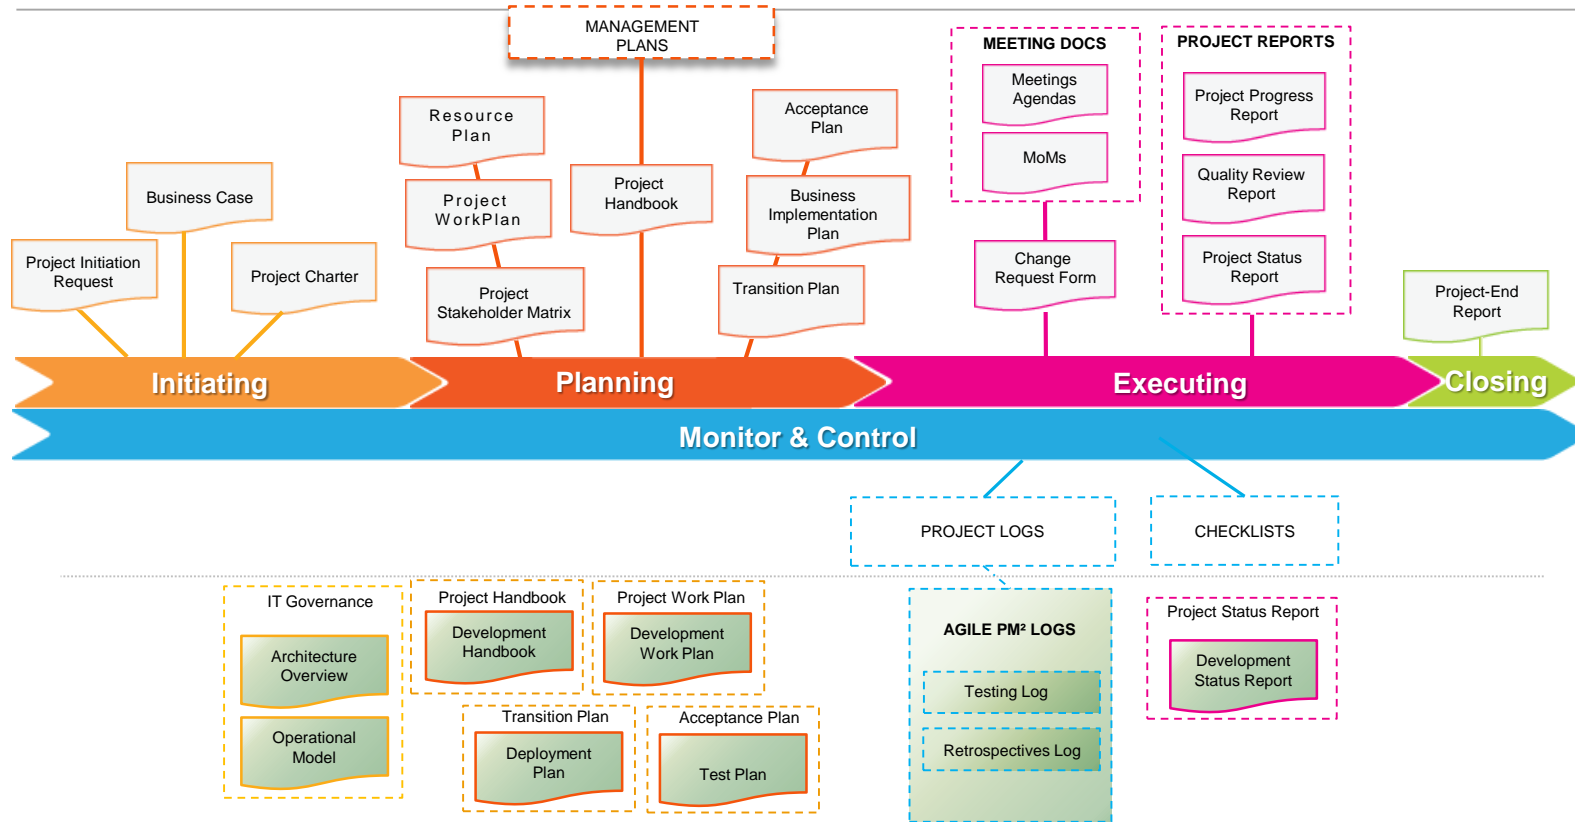 MANAGEMENT
PLANS
MEETING DOCS
Meetings
Agendas
MoMs
PROJECT REPORTS
Project Progress
Report
Quality Review
Report
Project Status
Report
Resource
Plan
Project
WorkPlan
Project
Stakeholder Matrix
Project
Handbook
Acceptance
Plan
Business
Implementation
Plan
Transition Plan
Business Case
Project Initiation
Request
Project Charter
Change
Request Form
Project-End
Report
Initiating
Planning
Executing
Closing
Monitor & Control
PROJECT LOGS
CHECKLISTS
IT Governance
Architecture
Overview
Operational
Model
Project Handbook
Development
Handbook
Project Work Plan
Development
Work Plan
Transition Plan
Deployment
Plan
Acceptance Plan
Test Plan
AGILE PM² LOGS
Testing Log
Retrospectives Log
Project Status Report
Development
Status Report